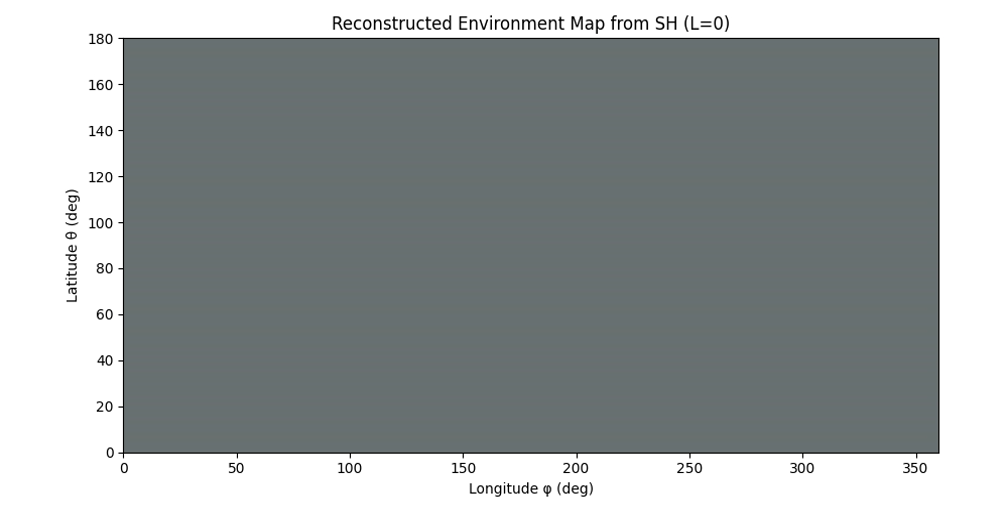 Reconstructed Environment Map from SH (L=0)
180
160
140
120
100
80
60
40
20
0
Latitude θ (deg)
0 50 100 150 200 250 300 350
Longitude φ (deg)